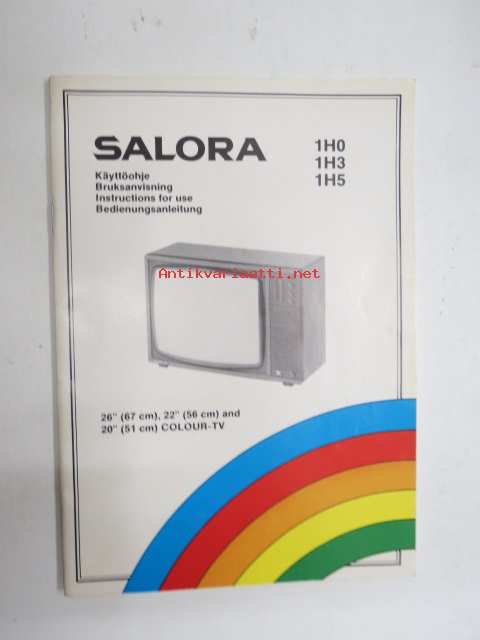 SALORA
1H0
1H3
1H5
Käyttöohje
Bruksanvisning
Instructions for use
Bedienungsanleitung
Antikvariaatti.net
26" (67 cm), 22" (56 cm) and
20" (51 cm) COLOUR-TV